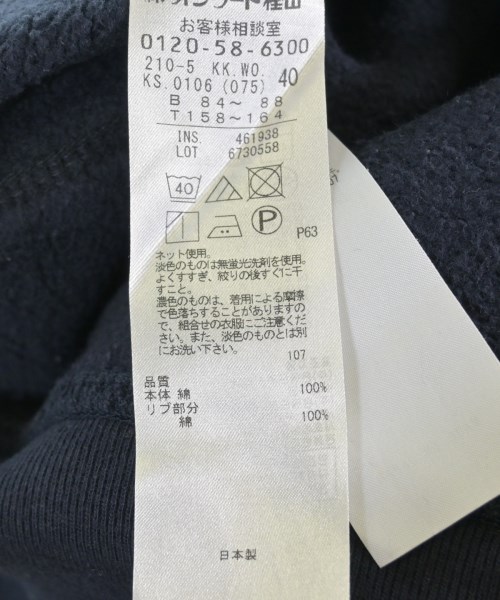 お客様相談室
0120-58-6300
210-5 KK.WO. 40
KS.0106 (075)
B 84～ 88
T 158～164
INS. 461938
LOT 6730558
40
P
P63
ネット使用。
淡色のものは無蛍光洗剤を使用。
よくすすぎ、絞りの後すぐに干
すこと。
濃色のものは、着用による摩擦
で色落ちすることがありますの
で、組合せの衣服にご注意くだ
さい。また、淡色のものとは別
にお洗い下さい。
107
品質
本体 綿 100%
リブ部分
綿 100%
日本製